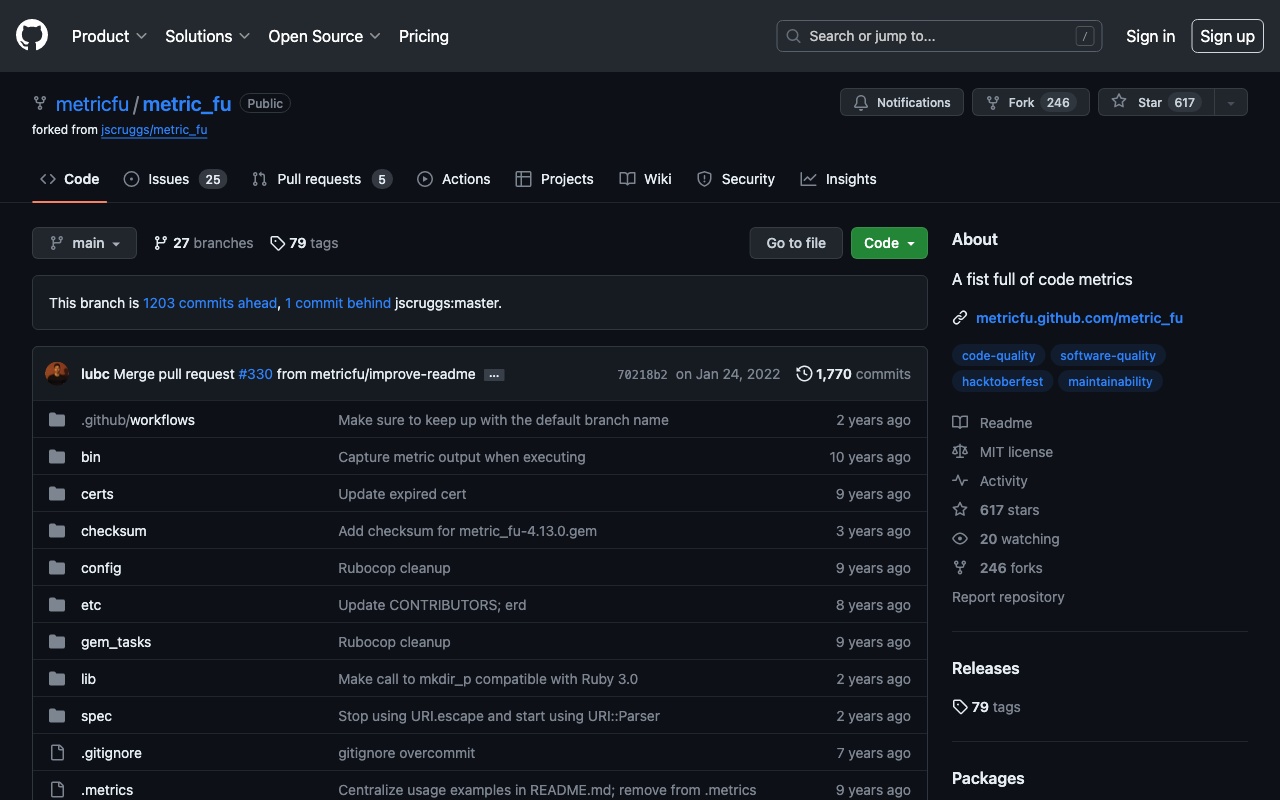 Product Solutions Open Source Pricing Search or jump to... / Sign in Sign up
metricfu / metric_fu Public Notifications Fork 246 Star 617
forked from jscruggs/metric_fu
Code Issues 25 Pull requests 5 Actions Projects Wiki Security Insights
main 27 branches 79 tags Go to file Code
This branch is 1203 commits ahead, 1 commit behind jscruggs:master.
lubc Merge pull request #330 from metricfu/improve-readme ... 70218b2 on Jan 24, 2022 1,770 commits
.github/workflows Make sure to keep up with the default branch name 2 years ago
bin Capture metric output when executing 10 years ago
certs Update expired cert 9 years ago
checksum Add checksum for metric_fu-4.13.0.gem 3 years ago
config Rubocop cleanup 9 years ago
etc Update CONTRIBUTORS; erd 8 years ago
gem_tasks Rubocop cleanup 9 years ago
lib Make call to mkdir_p compatible with Ruby 3.0 2 years ago
spec Stop using URI.escape and start using URI::Parser 2 years ago
.gitignore gitignore overcommit 7 years ago
.metrics Centralize usage examples in README.md; remove from .metrics 9 years ago
About
A fist full of code metrics
metricfu.github.com/metric_fu
code-quality software-quality
hacktoberfest maintainability
Readme
MIT license
Activity
617 stars
20 watching
246 forks
Report repository
Releases
79 tags
Packages